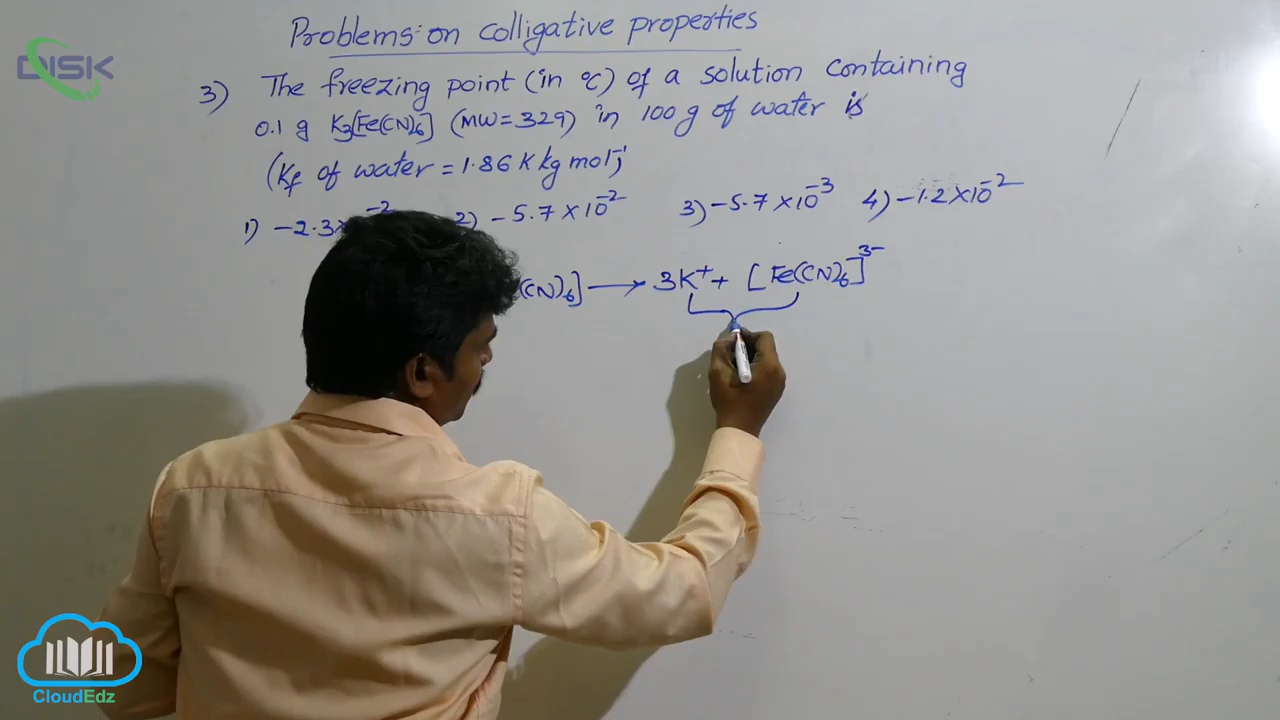 Problems on colligative properties
DISK
3) The freezing point (in °C) of a solution containing
0.1 g K₃[Fe(CN)₆] (MW = 329) in 100 g of water is
(Kf of water = 1.86 K kg mol⁻¹)
1) -2.3× ⁻² 2) -5.7 × 10⁻² 3) -5.7 × 10⁻³ 4) -1.2 × 10⁻²
(CN)₆] ⟶ 3K⁺ + [Fe(CN)₆]³⁻
CloudEdz